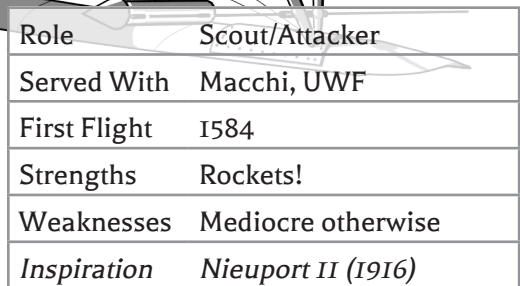 Role Scout/Attacker
Served With Macchi, UWF
First Flight 1584
Strengths Rockets!
Weaknesses Mediocre otherwise
Inspiration Nieuport 11 (1916)